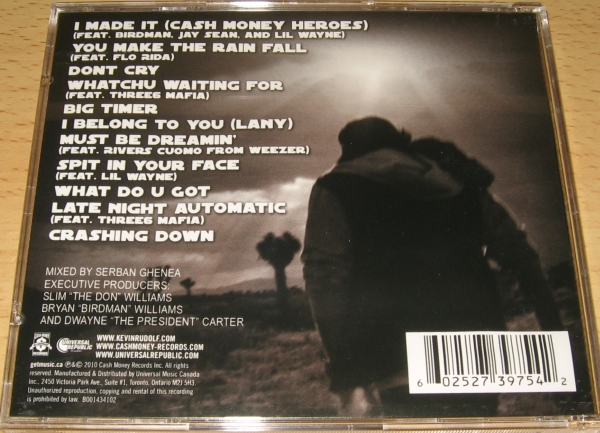 I MADE IT (CASH MONEY HEROES)
(FEAT. BIRDMAN, JAY SEAN, AND LIL WAYNE)
YOU MAKE THE RAIN FALL
(FEAT. FLO RIDA)
DONT CRY
WHATCHU WAITING FOR
(FEAT. THREE6 MAFIA)
BIG TIMER
I BELONG TO YOU (LANY)
MUST BE DREAMIN'
(FEAT. RIVERS CUOMO FROM WEEZER)
SPIT IN YOUR FACE
(FEAT. LIL WAYNE)
WHAT DO U GOT
LATE NIGHT AUTOMATIC
(FEAT. THREE6 MAFIA)
CRASHING DOWN
MIXED BY SERBAN GHENEA
EXECUTIVE PRODUCERS:
SLIM "THE DON" WILLIAMS
BRYAN "BIRDMAN" WILLIAMS
AND DWAYNE "THE PRESIDENT" CARTER
UNIVERSAL REPUBLIC
WWW.KEVINRUDOLF.COM
WWW.CASHMONEY-RECORDS.COM
WWW.UNIVERSALREPUBLIC.COM
getmusic.ca ℗&© 2010 Cash Money Records Inc. All rights
reserved. Manufactured & Distributed by Universal Music Canada
Inc., 2450 Victoria Park Ave., Suite #1, Toronto, Ontario M2J 5H3.
Unauthorized reproduction, copying and rental of this recording
is prohibited by law. B001434102
6 02527 39754 2